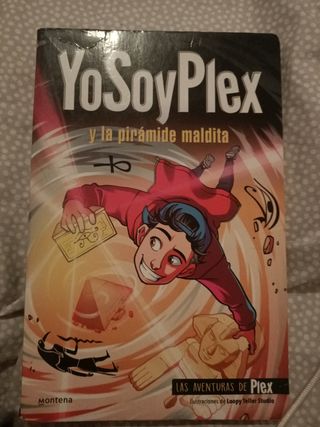 YoSoyPlex
y la pirámide maldita
LAS AVENTURAS DE Plex
Ilustraciones de Loopy Teller Studio
montena